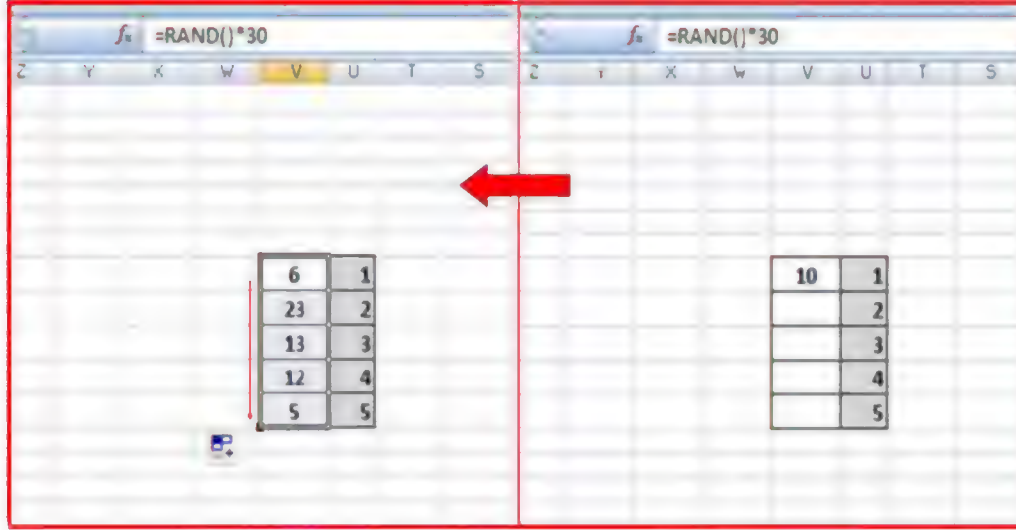 fx =RAND()*30
Z Y X W V U T S
6 1
23 2
13 3
12 4
5 5
fx =RAND()*30
Z Y X W V U T S
10 1
2
3
4
5